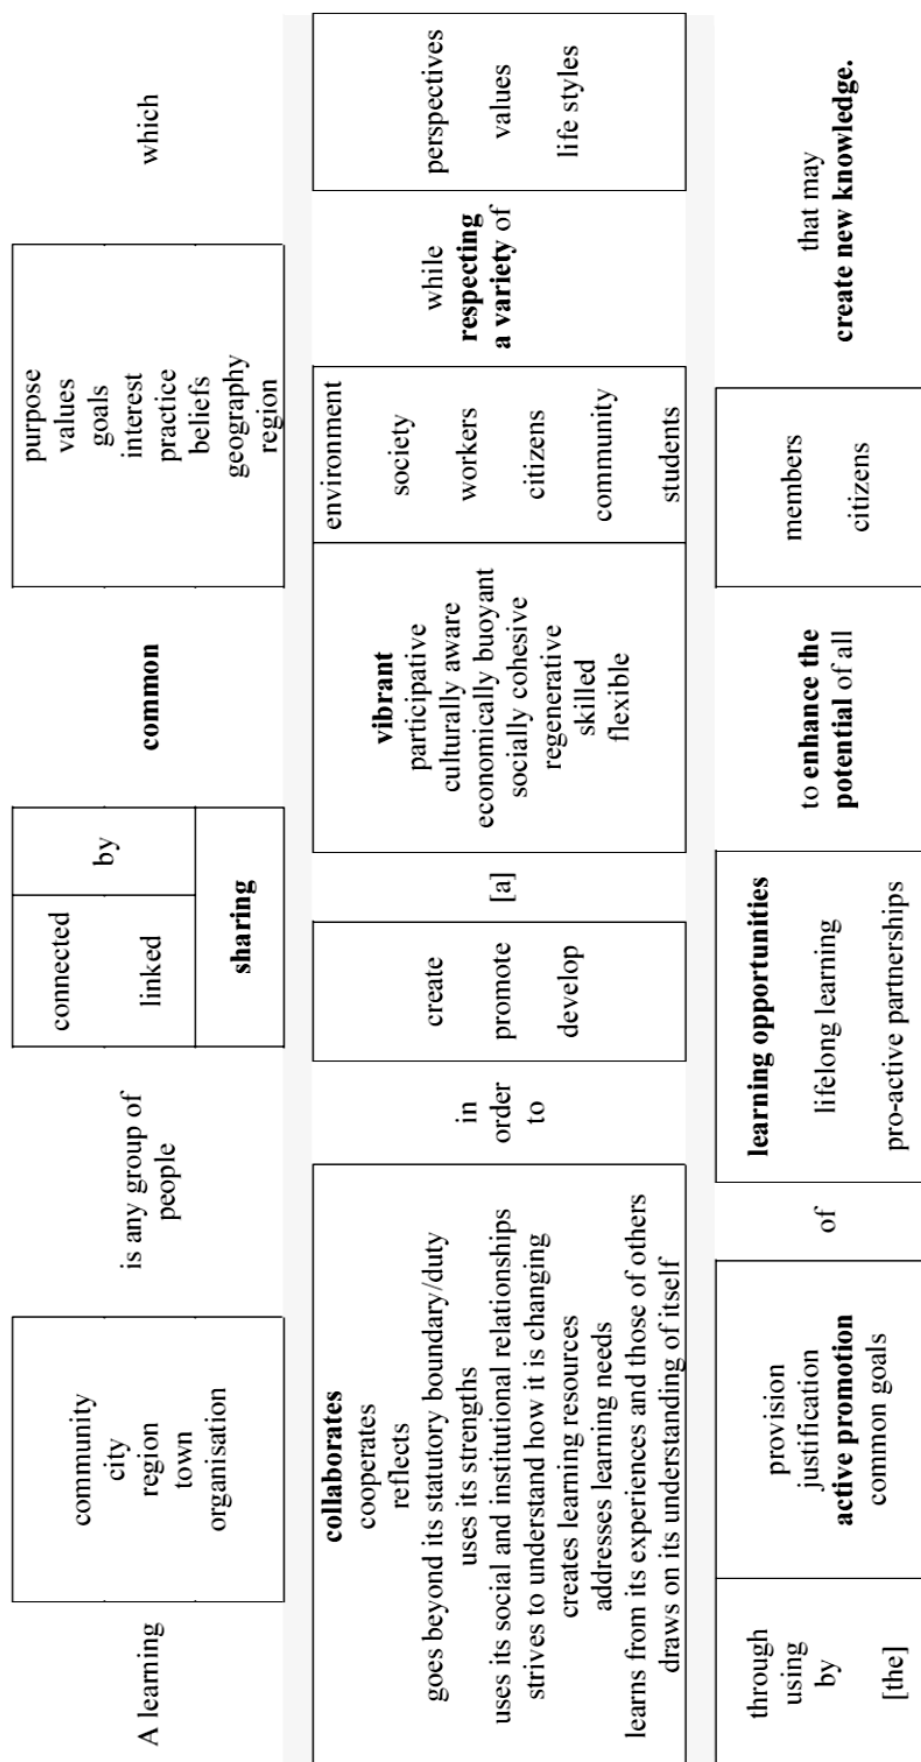 A learning
community
city
region
town
organisation
is any group of
people
connected
linked
by
sharing
common
purpose
values
goals
interest
practice
beliefs
geography
region
which
collaborates
cooperates
reflects
goes beyond its statutory boundary/duty
uses its strengths
uses its social and institutional relationships
strives to understand how it is changing
creates learning resources
addresses learning needs
learns from its experiences and those of others
draws on its understanding of itself
in
order
to
create
promote
develop
[a]
vibrant
participative
culturally aware
economically buoyant
socially cohesive
regenerative
skilled
flexible
environment
society
workers
citizens
community
students
while
respecting
a variety of
perspectives
values
life styles
through
using
by
[the]
provision
justification
active promotion
common goals
of
learning opportunities
lifelong learning
pro-active partnerships
to enhance the
potential of all
members
citizens
that may
create new knowledge.